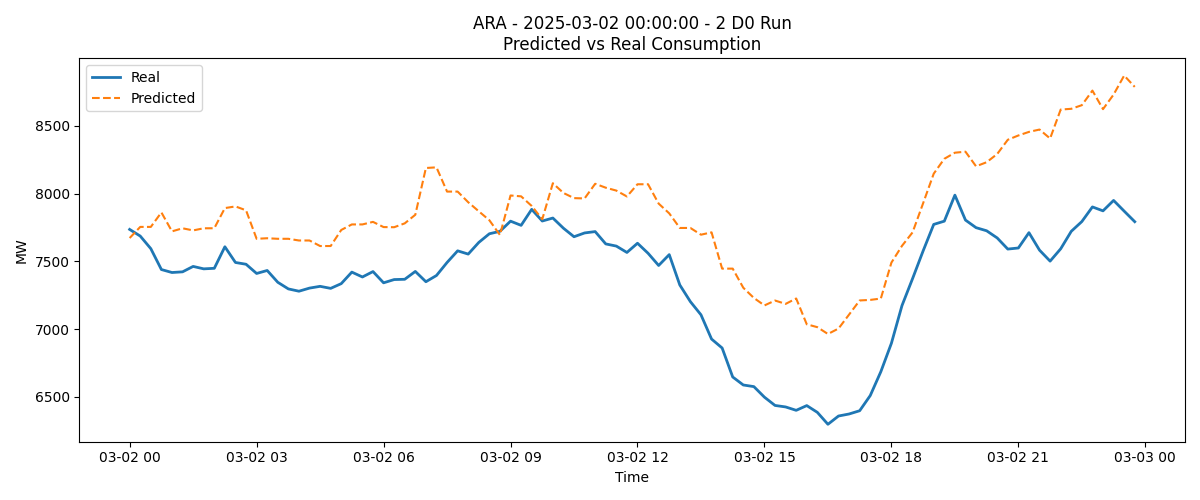 ARA - 2025-03-02 00:00:00 - 2 D0 Run
Predicted vs Real Consumption
Real
Predicted
MW
8500
8000
7500
7000
6500
03-02 00
03-02 03
03-02 06
03-02 09
03-02 12
03-02 15
03-02 18
03-02 21
03-03 00
Time